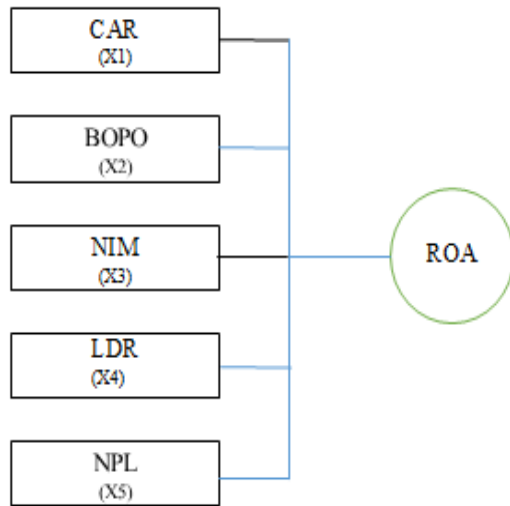 CAR
(X1)
BOPO
(X2)
NIM
(X3)
LDR
(X4)
NPL
(X5)
ROA